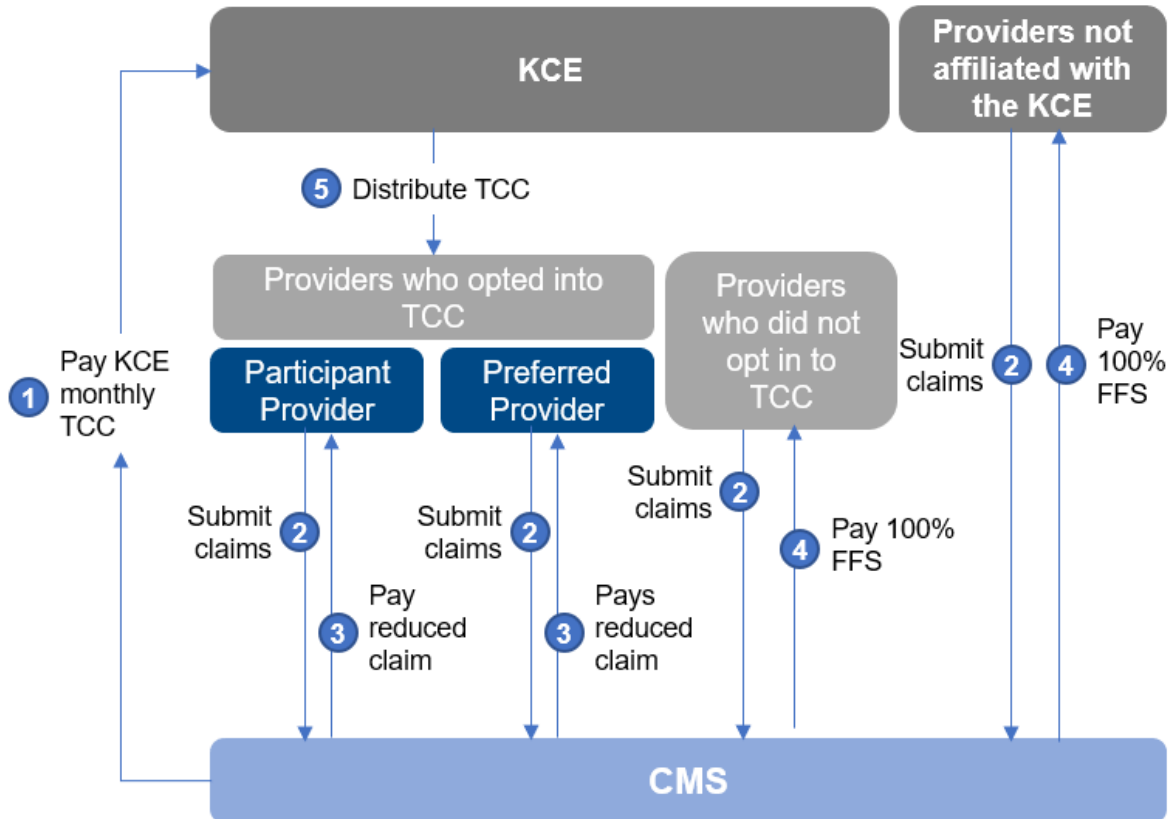 KCE
Providers not
affiliated with
the KCE
5 Distribute TCC
Providers who opted into
TCC
Providers
who did not
opt in to
TCC
Participant
Provider
Preferred
Provider
1 Pay KCE
monthly
TCC
Submit
claims 2
Pay
reduced
claim
3
Submit
claims 2
Pays
reduced
claim
3
Submit
claims 2
4 Pay 100%
FFS
Submit
claims 2
4 Pay
100%
FFS
CMS